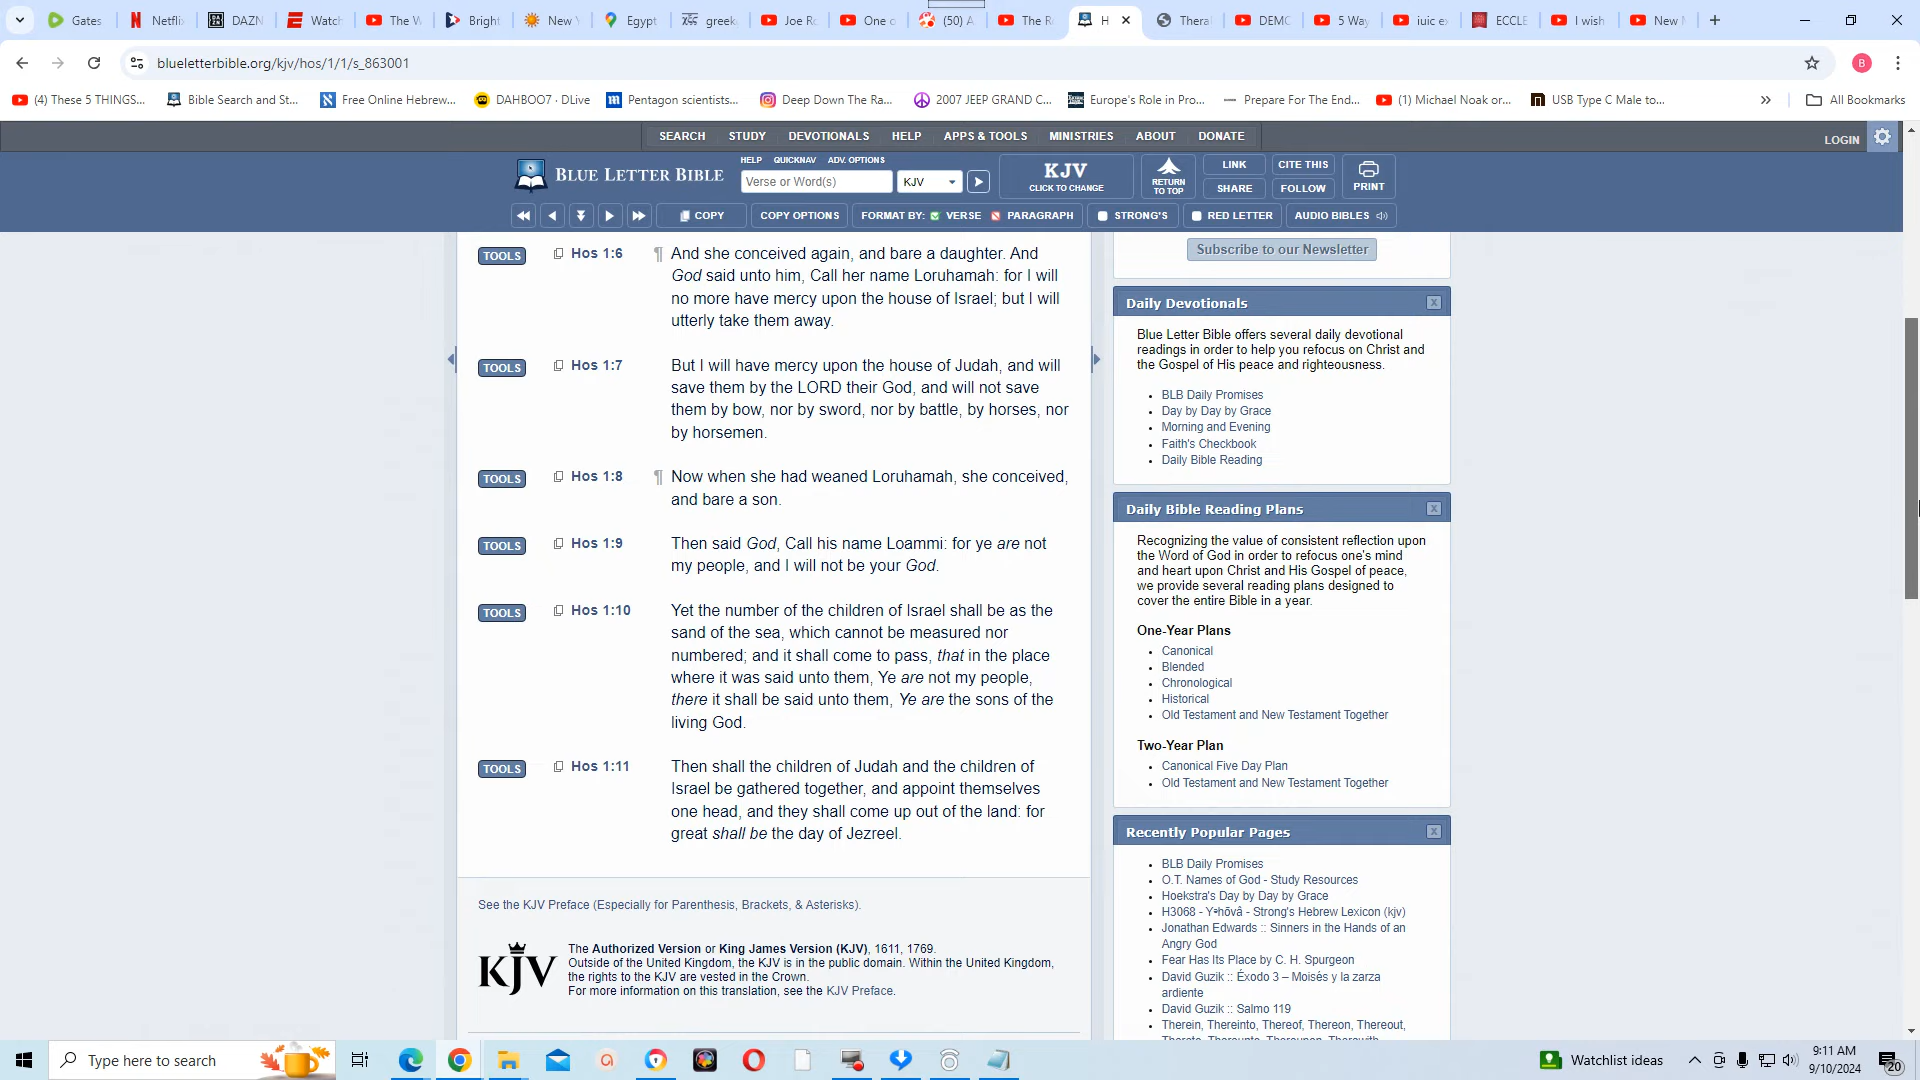 Gates
Netflix
DAZN
Watch
The W
Bright
New Y
Egypt
greek
Joe Ro
One o
(50) A
The R
H
Theral
DEMC
5 Way
iuic ex
ECCLE
I wish
New M
blueletterbible.org/kjv/hos/1/1/s_863001
B
(4) These 5 THINGS...
Bible Search and St...
Free Online Hebrew...
DAHBOO7 · DLive
Pentagon scientists...
Deep Down The Ra...
2007 JEEP GRAND C...
Europe's Role in Pro...
Prepare For The End...
(1) Michael Noak or...
USB Type C Male to...
»
All Bookmarks
SEARCH STUDY DEVOTIONALS HELP APPS & TOOLS MINISTRIES ABOUT DONATE
LOGIN
BLUE LETTER BIBLE
HELP QUICKNAV ADV. OPTIONS
Verse or Word(s)
KJV
KJV
CLICK TO CHANGE
RETURN
TO TOP
LINK
CITE THIS
SHARE
FOLLOW
PRINT
COPY
COPY OPTIONS
FORMAT BY: VERSE PARAGRAPH
STRONG'S
RED LETTER
AUDIO BIBLES
TOOLS
Hos 1:6
¶ And she conceived again, and bare a daughter. And
God said unto him, Call her name Loruhamah: for I will
no more have mercy upon the house of Israel; but I will
utterly take them away.
TOOLS
Hos 1:7
But I will have mercy upon the house of Judah, and will
save them by the LORD their God, and will not save
them by bow, nor by sword, nor by battle, by horses, nor
by horsemen.
TOOLS
Hos 1:8
¶ Now when she had weaned Loruhamah, she conceived,
and bare a son.
TOOLS
Hos 1:9
Then said God, Call his name Loammi: for ye are not
my people, and I will not be your God.
TOOLS
Hos 1:10
Yet the number of the children of Israel shall be as the
sand of the sea, which cannot be measured nor
numbered; and it shall come to pass, that in the place
where it was said unto them, Ye are not my people,
there it shall be said unto them, Ye are the sons of the
living God.
TOOLS
Hos 1:11
Then shall the children of Judah and the children of
Israel be gathered together, and appoint themselves
one head, and they shall come up out of the land: for
great shall be the day of Jezreel.
See the KJV Preface (Especially for Parenthesis, Brackets, & Asterisks).
KJV
The Authorized Version or King James Version (KJV), 1611, 1769.
Outside of the United Kingdom, the KJV is in the public domain. Within the United Kingdom,
the rights to the KJV are vested in the Crown.
For more information on this translation, see the KJV Preface.
Subscribe to our Newsletter
Daily Devotionals
x
Blue Letter Bible offers several daily devotional
readings in order to help you refocus on Christ and
the Gospel of His peace and righteousness.
BLB Daily Promises
Day by Day by Grace
Morning and Evening
Faith's Checkbook
Daily Bible Reading
Daily Bible Reading Plans
x
Recognizing the value of consistent reflection upon
the Word of God in order to refocus one's mind
and heart upon Christ and His Gospel of peace,
we provide several reading plans designed to
cover the entire Bible in a year.
One-Year Plans
Canonical
Blended
Chronological
Historical
Old Testament and New Testament Together
Two-Year Plan
Canonical Five Day Plan
Old Testament and New Testament Together
Recently Popular Pages
x
BLB Daily Promises
O.T. Names of God - Study Resources
Hoekstra's Day by Day by Grace
H3068 - Yᵊhōvâ - Strong's Hebrew Lexicon (kjv)
Jonathan Edwards :: Sinners in the Hands of an
Angry God
Fear Has Its Place by C. H. Spurgeon
David Guzik :: Éxodo 3 – Moisés y la zarza
ardiente
David Guzik :: Salmo 119
Therein, Thereinto, Thereof, Thereon, Thereout,
Type here to search
Watchlist ideas
9:11 AM
9/10/2024
20